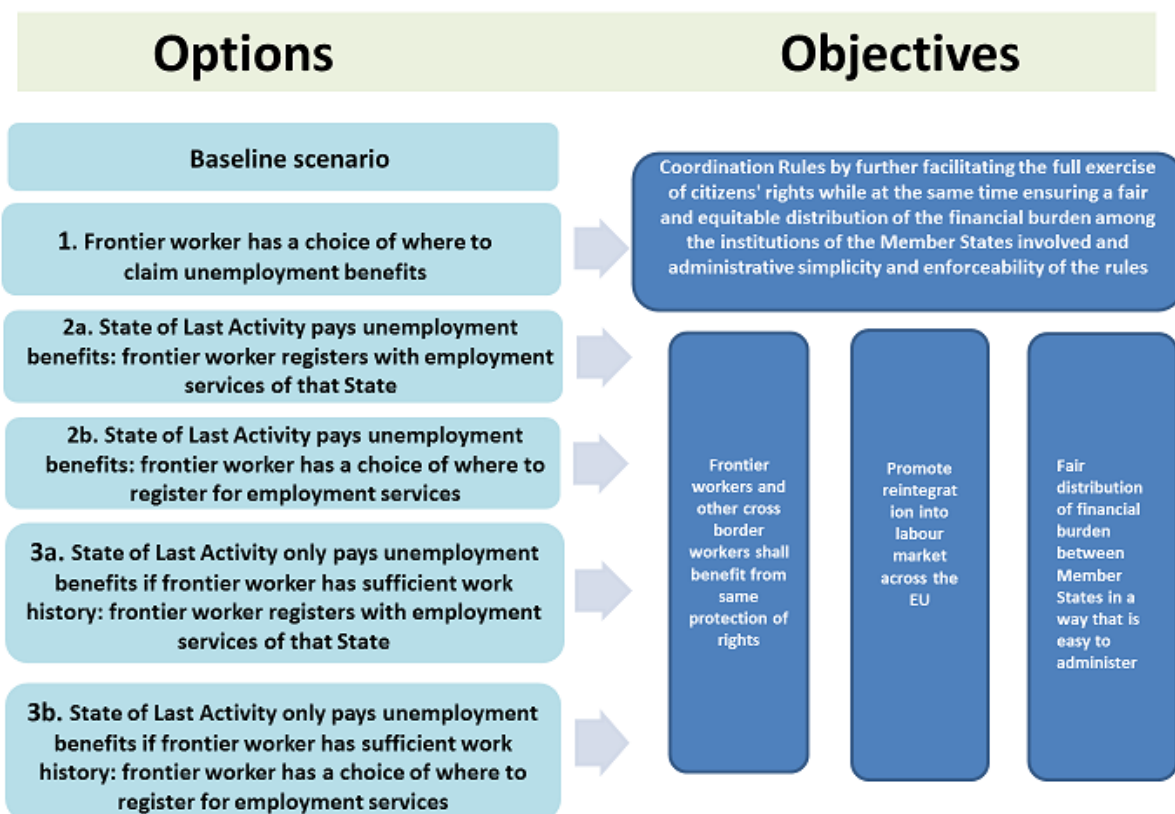 Options
Objectives
Baseline scenario
1. Frontier worker has a choice of where to
claim unemployment benefits
2a. State of Last Activity pays unemployment
benefits: frontier worker registers with employment
services of that State
2b. State of Last Activity pays unemployment
benefits: frontier worker has a choice of where to
register for employment services
3a. State of Last Activity only pays unemployment
benefits if frontier worker has sufficient work
history: frontier worker registers with employment
services of that State
3b. State of Last Activity only pays unemployment
benefits if frontier worker has sufficient work
history: frontier worker has a choice of where to
register for employment services
Coordination Rules by further facilitating the full exercise
of citizens' rights while at the same time ensuring a fair
and equitable distribution of the financial burden among
the institutions of the Member States involved and
administrative simplicity and enforceability of the rules
Frontier
workers and
other cross
border
workers shall
benefit from
same
protection of
rights
Promote
reintegrat
ion into
labour
market
across the
EU
Fair
distribution
of financial
burden
between
Member
States in a
way that is
easy to
administer